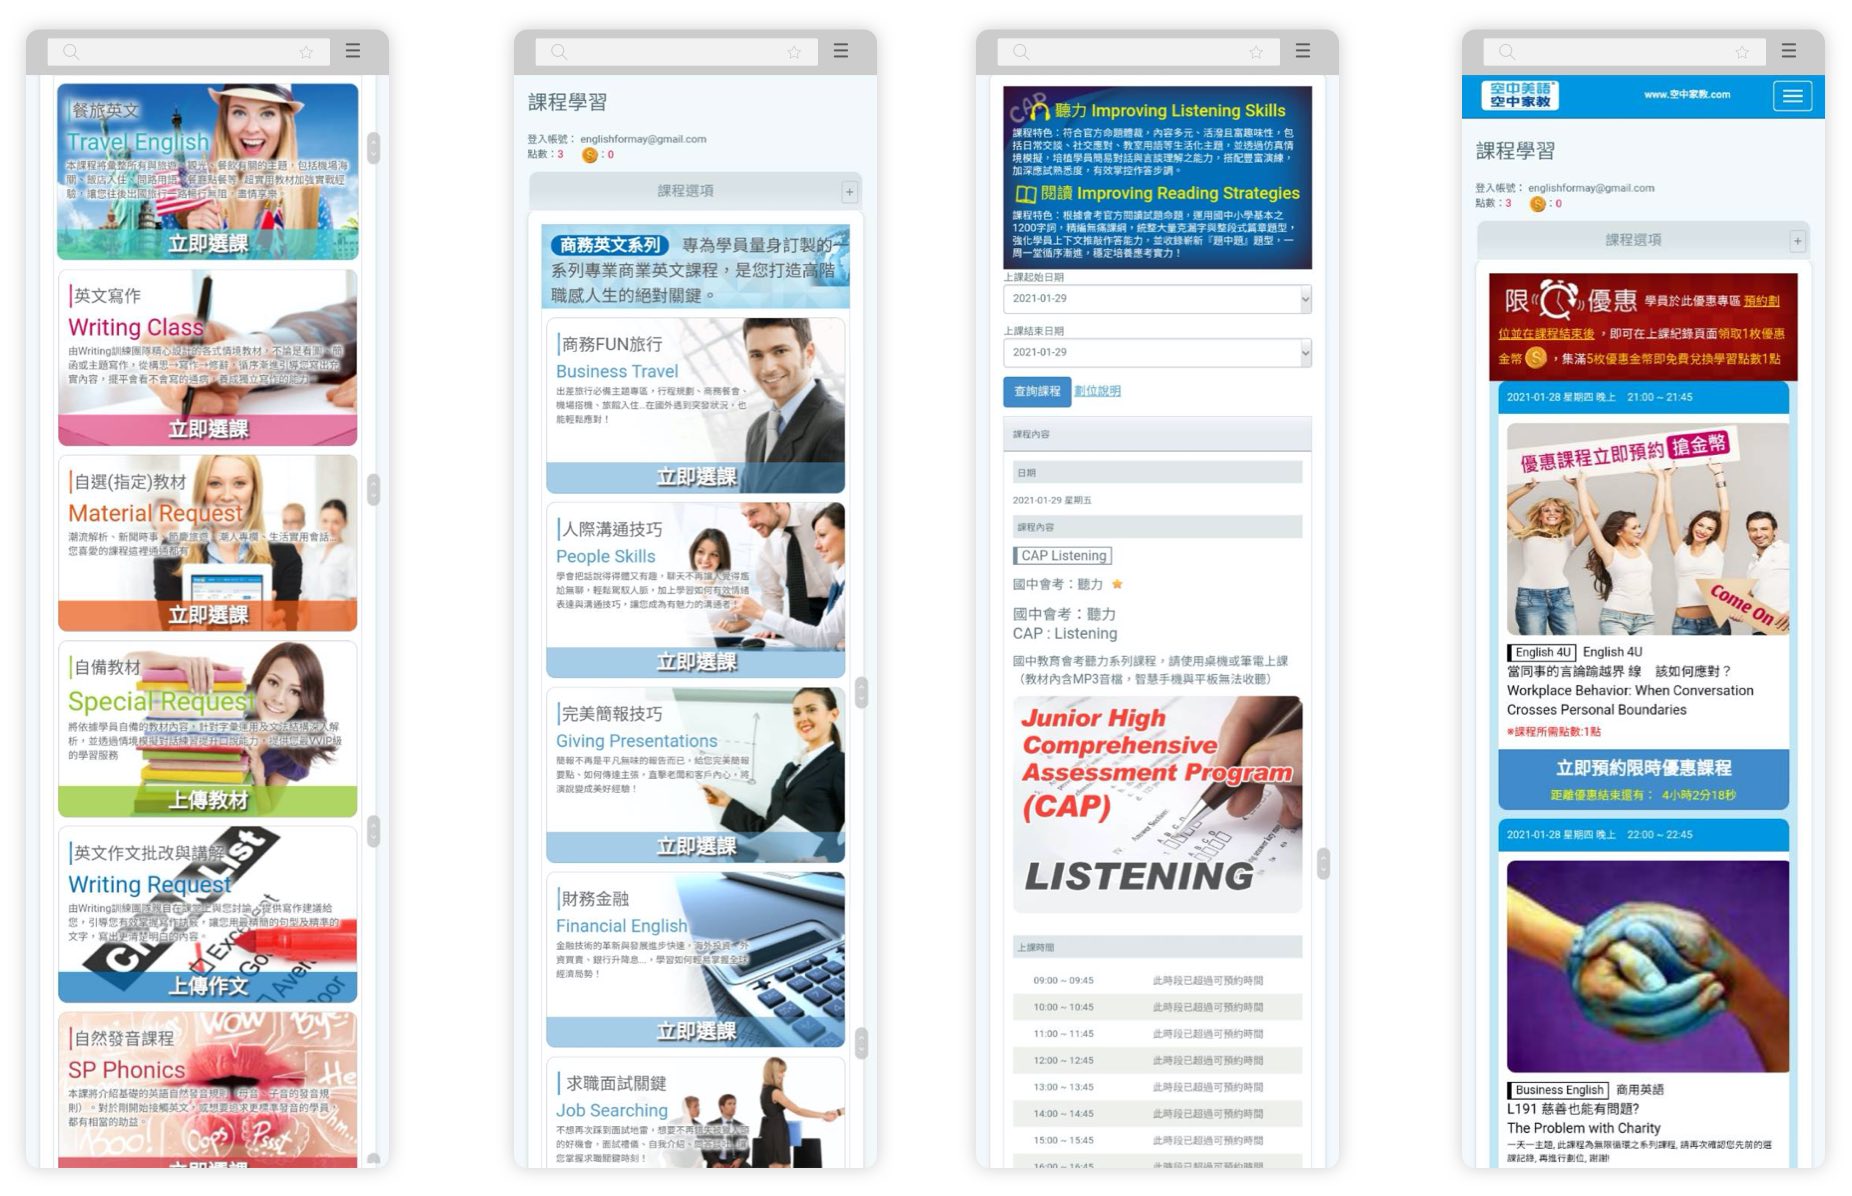 餐旅英文
Travel English
本課程將彙整所有與旅遊、觀光、餐飲有關的主題，包括機場海
關、飯店入住、問路用語、餐廳點餐等, 超實用教材加強實戰經
驗，讓您往後出國旅行一路暢行無阻，盡情享樂
立即選課
英文寫作
Writing Class
由Writing訓練團隊精心設計的各式情境教材，不論是看圖、簡
函或主題寫作，從構思→寫作→修辭，循序漸進引導您寫出充
實內容，擺平會看不會寫的通病，養成獨立寫作的能力
立即選課
自選(指定)教材
Material Request
潮流解析、新聞時事、節慶旅遊、潮人專欄、生活實用會話...
您喜愛的課程這裡通通都有
立即選課
自備教材
Special Request
將依據學員自備的教材內容，針對字彙運用及文法結構深入解
析，並透過情境模擬對話練習提升口說能力，提供您最VVIP級
的學習服務
上傳教材
英文作文批改與講解
Writing Request
由Writing訓練團隊親自在課堂上與您討論，提供寫作建議給
您，引導您有效掌握寫作訣竅，讓您用最精簡的句型及精準的
文字，寫出更清楚明白的內容。
上傳作文
自然發音課程
SP Phonics
本課將介紹基礎的英語自然發音規則（母音、子音的發音規
則）。對於剛開始接觸英文，或想要追求更標準發音的學員，
都有相當的助益。
立即選課
課程學習
登入帳號： englishformay@gmail.com
點數：3 ：0
課程選項 +
商務英文系列 專為學員量身訂製的一
系列專業商業英文課程，是您打造高階
職感人生的絕對關鍵。
商務FUN旅行
Business Travel
出差旅行必備主題專區，行程規劃、商務餐會、
機場搭機、旅館入住...在國外遇到突發狀況，也
能輕鬆應對！
立即選課
人際溝通技巧
People Skills
學會把話說得得體又有趣，聊天不再讓人覺得尷
尬無聊，輕鬆駕馭人脈，加上學習如何有效情緒
表達與溝通技巧，讓您成為有魅力的溝通者！
立即選課
完美簡報技巧
Giving Presentations
簡報不再是平凡無味的報告而已，給您完美簡報
要點、如何傳達主張，直擊老闆和客戶內心，將
演說變成美好經驗！
立即選課
財務金融
Financial English
金融技術的革新與發展進步快速，海外投資、外
資買賣、銀行升降息...，學習如何輕易掌握全球
經濟局勢！
立即選課
求職面試關鍵
Job Searching
不想再次踩到面試地雷，想要不再錯失被驚人間
的好機會，面試禮儀、自我介紹、問答話術，讓
您掌握求職關鍵時刻！
CAP 聽力 Improving Listening Skills
課程特色：符合官方命題體裁，內容多元、活潑且富趣味性，包
括日常交談、社交應對、教室用語等生活化主題，並透過仿真情
境模擬，培植學員簡易對話與言談理解之能力，搭配豐富演練，
加深應試熟悉度，有效掌控作答步調。
閱讀 Improving Reading Strategies
課程特色：根據會考官方閱讀試題命題，運用國中小學基本之
1200字詞，精編無痛課綱，統整大量克漏字與整段式篇章題型，
強化學員上下文推敲作答能力，並收錄嶄新『題中題』題型，一
周一堂循序漸進，穩定培養應考實力！
上課起始日期
2021-01-29
上課結束日期
2021-01-29
查詢課程 劃位說明
課程內容
日期
2021-01-29 星期五
課程內容
CAP Listening
國中會考：聽力
國中會考：聽力
CAP : Listening
國中教育會考聽力系列課程，請使用桌機或筆電上課
（教材內含MP3音檔，智慧手機與平板無法收聽）
Junior High
Comprehensive
Assessment Program
(CAP)
LISTENING
上課時間
09:00 ~ 09:45 此時段已超過可預約時間
10:00 ~ 10:45 此時段已超過可預約時間
11:00 ~ 11:45 此時段已超過可預約時間
12:00 ~ 12:45 此時段已超過可預約時間
13:00 ~ 13:45 此時段已超過可預約時間
14:00 ~ 14:45 此時段已超過可預約時間
15:00 ~ 15:45 此時段已超過可預約時間
16:00 ~ 16:45 此時段已超過可預約時間
空中美語
空中家教 www.空中家教.com
課程學習
登入帳號： englishformay@gmail.com
點數：3 ：0
課程選項 +
限 優惠 學員於此優惠專區 預約劃
位並在課程結束後 ，即可在上課紀錄頁面領取1枚優惠
金幣 ，集滿5枚優惠金幣即免費兌換學習點數1點
2021-01-28 星期四 晚上 21:00 ~ 21:45
優惠課程立即預約 搶金幣
Come On
English 4U English 4U
當同事的言論踰越界 線 該如何應對？
Workplace Behavior: When Conversation
Crosses Personal Boundaries
※課程所需點數:1點
立即預約限時優惠課程
距離優惠結束還有： 4小時2分18秒
2021-01-28 星期四 晚上 22:00 ~ 22:45
Business English 商用英語
L191 慈善也能有問題?
The Problem with Charity
一天一主題, 此課程為無限循環之系列課程, 請再次確認您先前的選
課記錄, 再進行劃位, 謝謝!